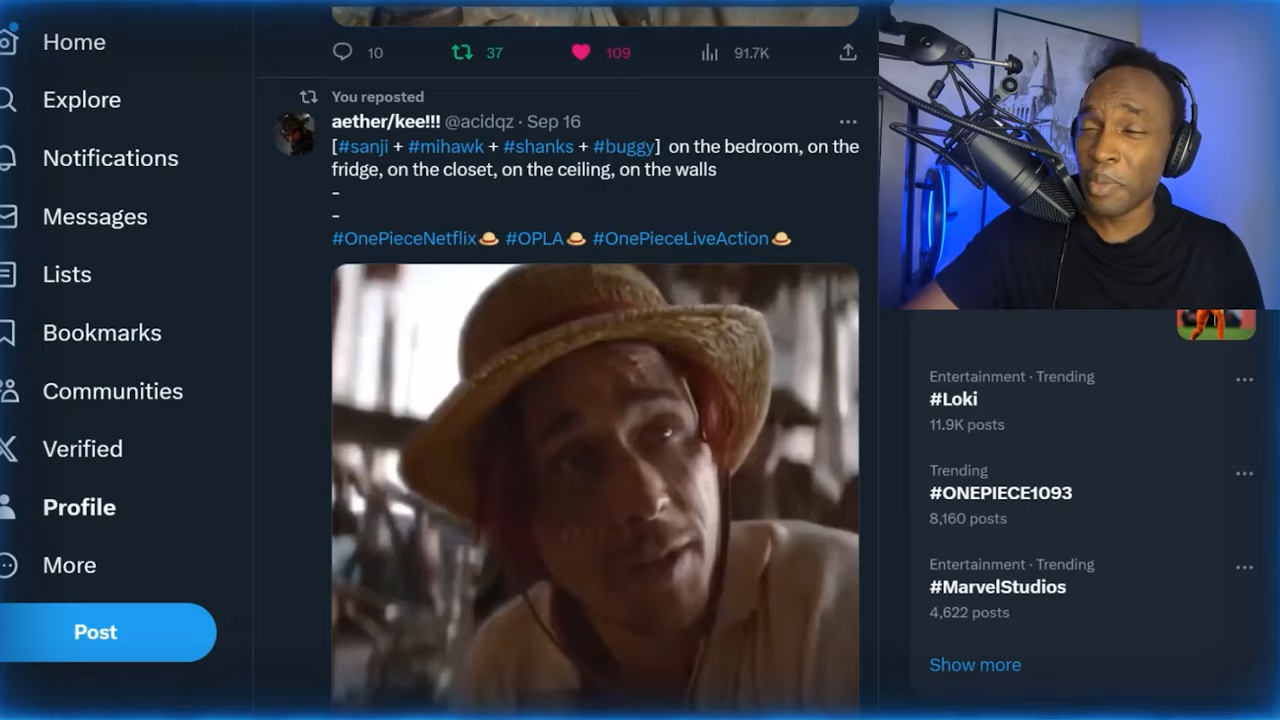 Home
Explore
Notifications
Messages
Lists
Bookmarks
Communities
Verified
Profile
More
Post
10
37
109
91.7K
You reposted
aether/kee!!! @acidqz · Sep 16
[#sanji + #mihawk + #shanks + #buggy] on the bedroom, on the
fridge, on the closet, on the ceiling, on the walls
-
-
#OnePieceNetflix #OPLA #OnePieceLiveAction
Entertainment · Trending
#Loki
11.9K posts
Trending
#ONEPIECE1093
8,160 posts
Entertainment · Trending
#MarvelStudios
4,622 posts
Show more